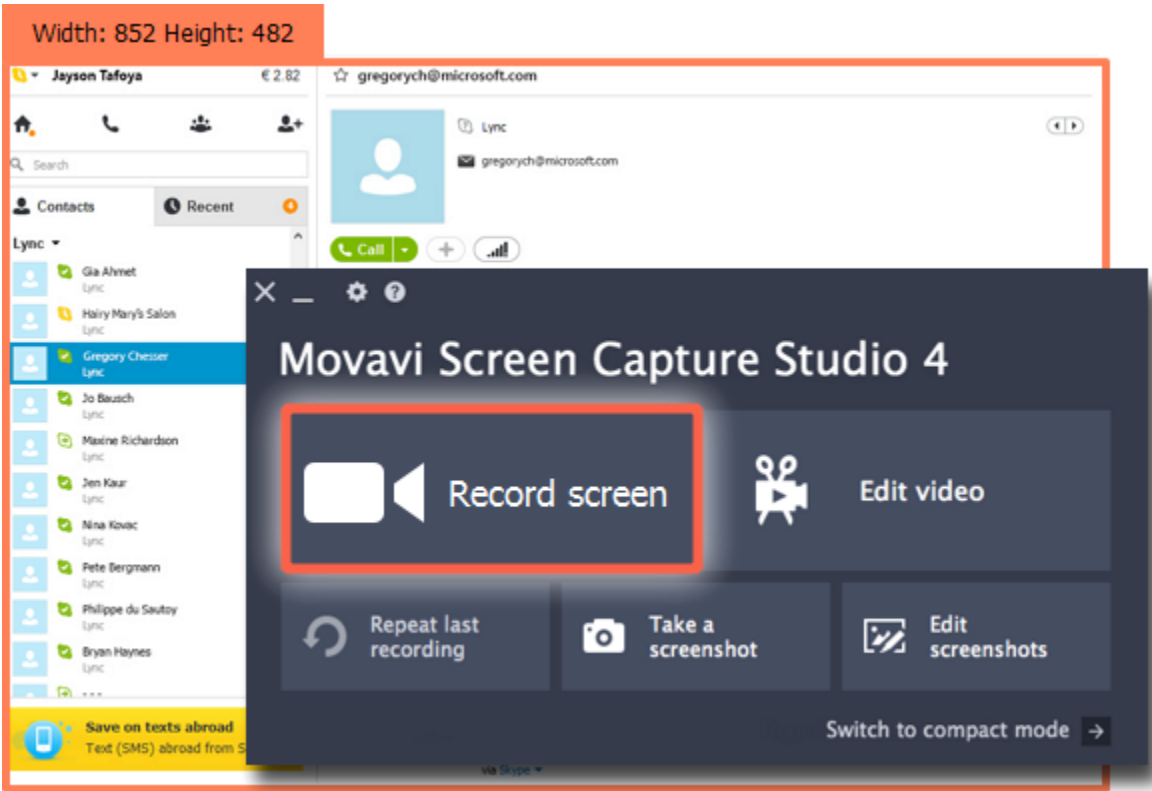 Width: 852 Height: 482
Jayson Tafoya
€ 2.82
gregorych@microsoft.com
Lync
gregorych@microsoft.com
Search
Contacts
Recent
4
Lync
Call
Gia Ahmet
Lync
Hairy Mary's Salon
Lync
Gregory Chesser
Lync
Jo Bausch
Lync
Maxine Richardson
Lync
Jen Kaur
Lync
Nina Kovac
Lync
Pete Bergmann
Lync
Philippe du Sautoy
Lync
Bryan Haynes
Lync
Save on texts abroad
Text (SMS) abroad from S
Movavi Screen Capture Studio 4
Record screen
Edit video
Repeat last
recording
Take a
screenshot
Edit
screenshots
Switch to compact mode
via Skype